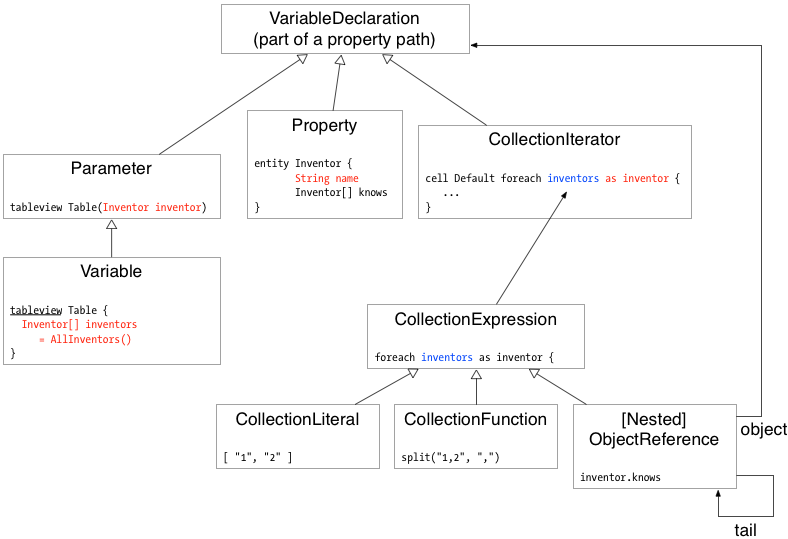 VariableDeclaration
(part of a property path)
Property
entity Inventor {
String name
Inventor[] knows
}
CollectionIterator
cell Default foreach inventors as inventor {
...
}
Parameter
tableview Table(Inventor inventor)
Variable
tableview Table {
Inventor[] inventors
= AllInventors()
}
CollectionExpression
foreach inventors as inventor {
CollectionLiteral
[ "1", "2" ]
CollectionFunction
split("1,2", ",")
[Nested]
ObjectReference
inventor.knows
object
tail